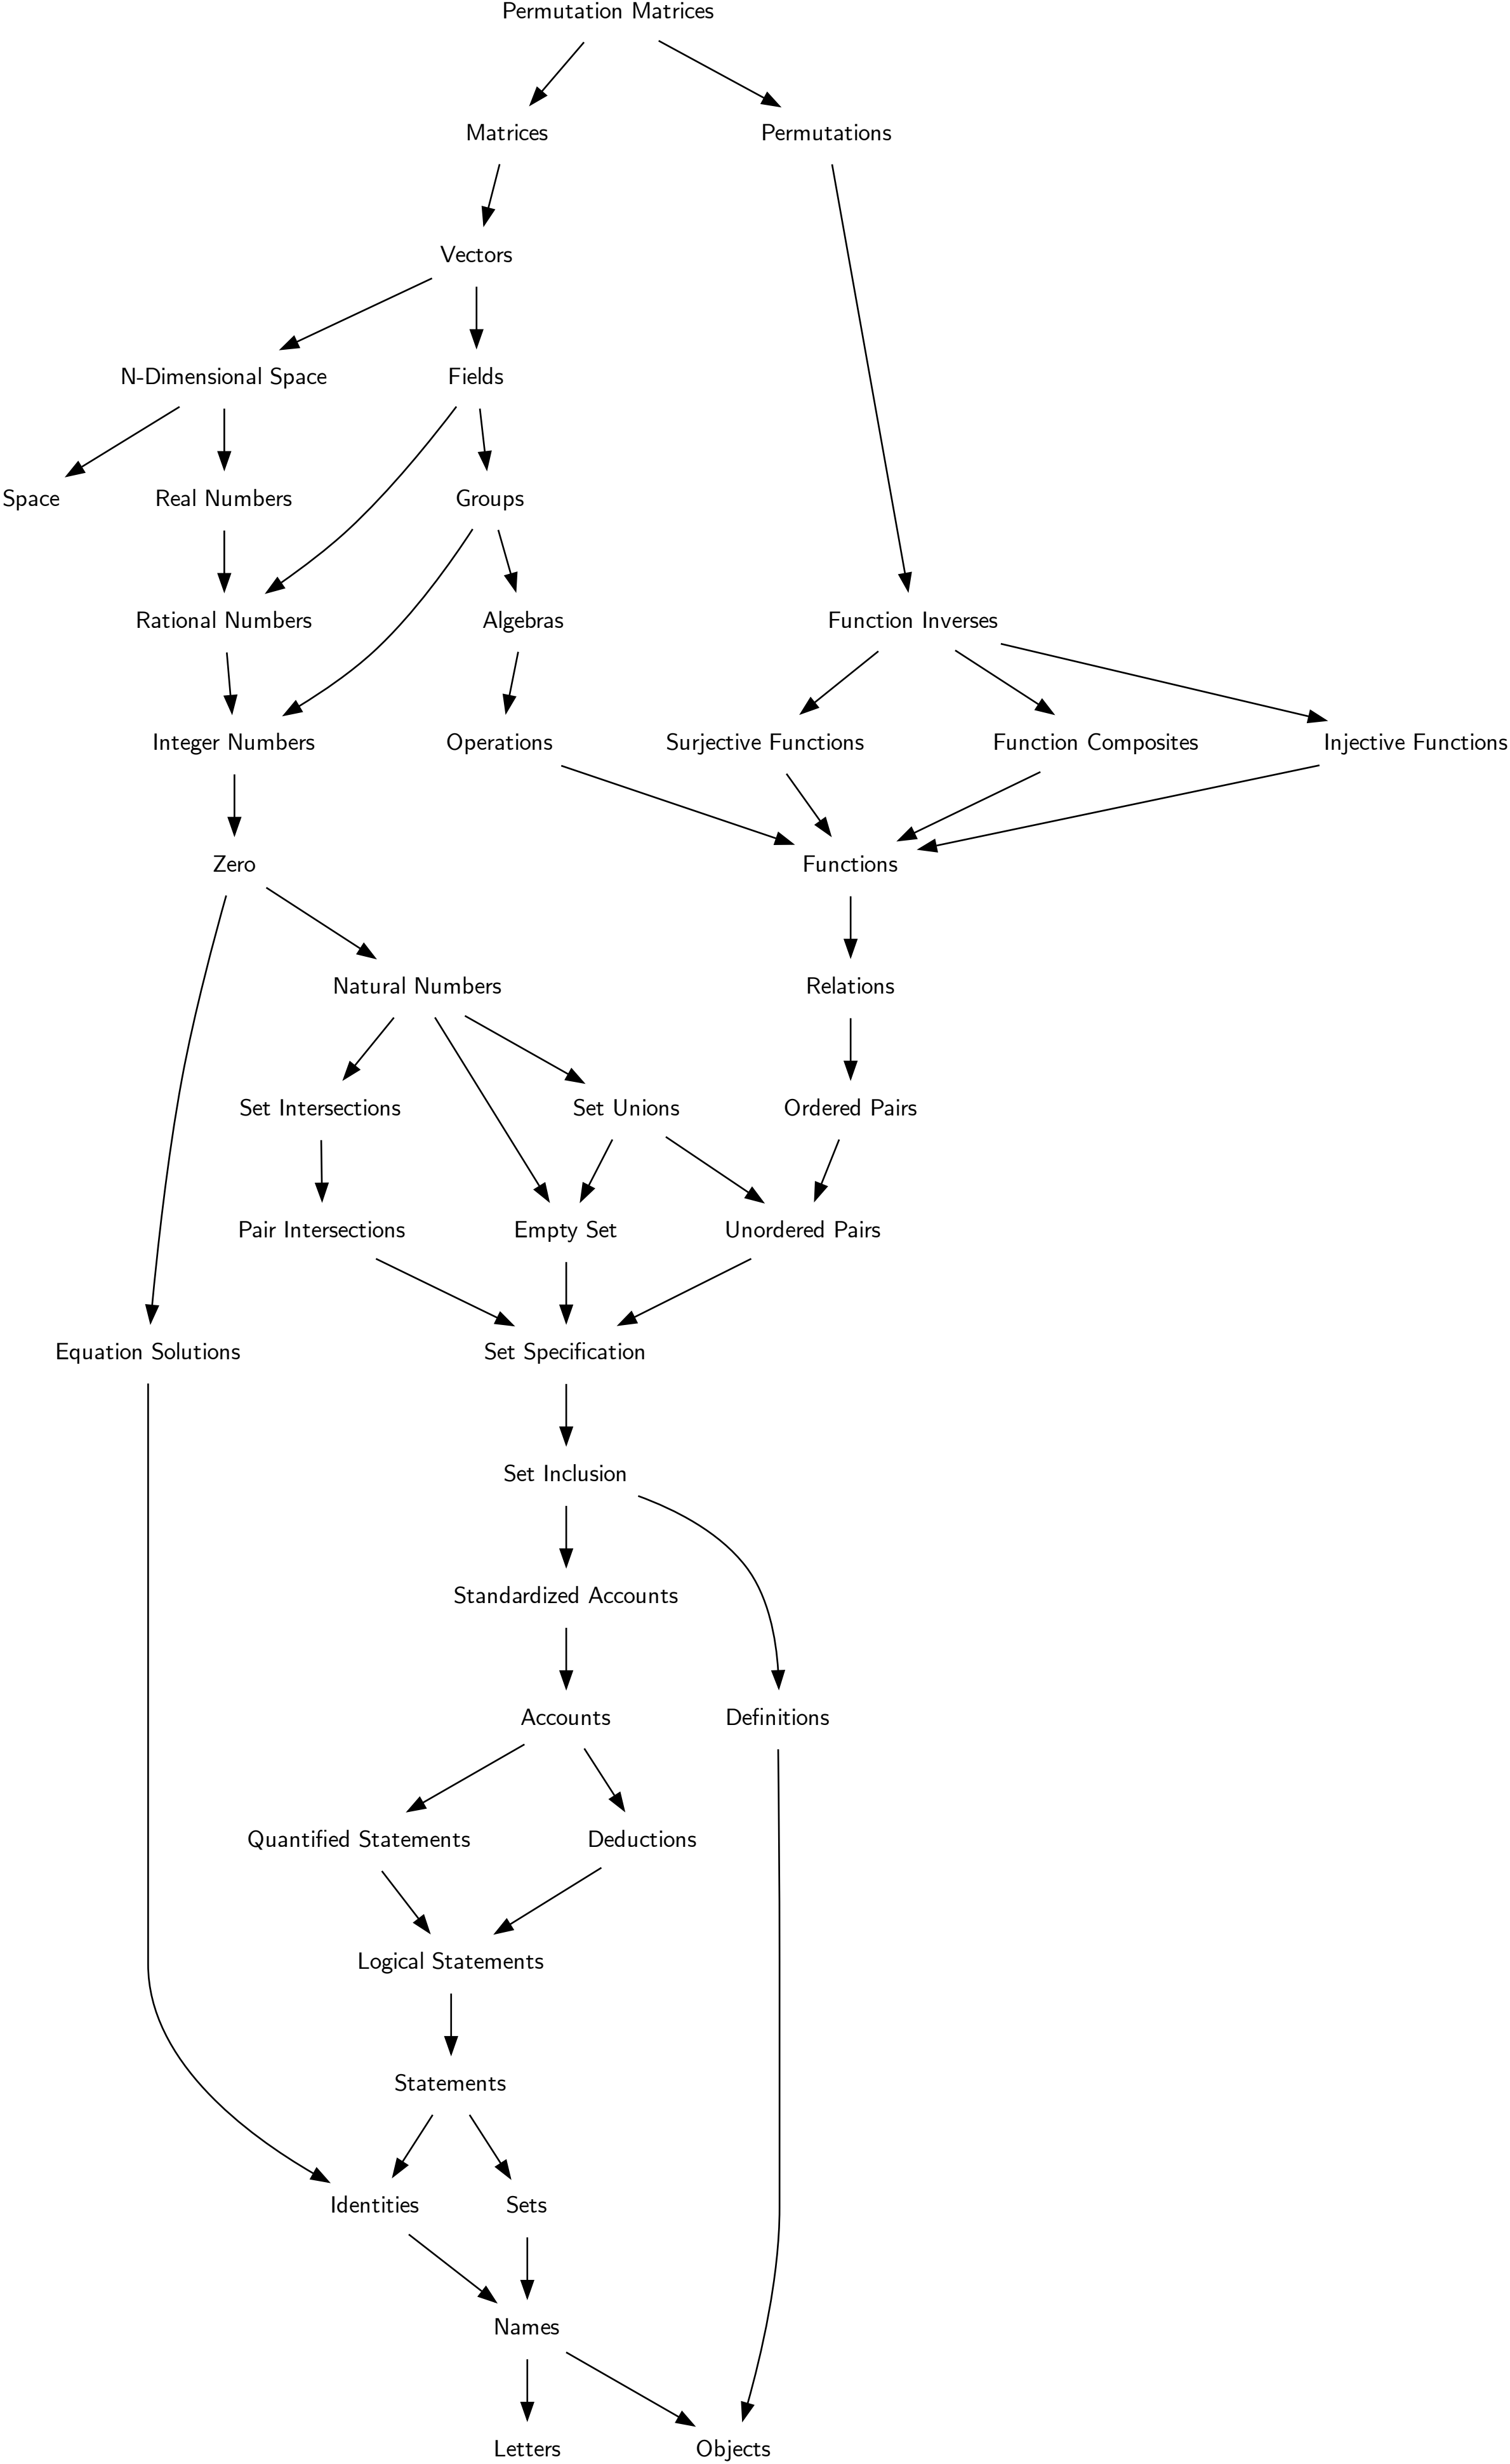 Permutation Matrices
Matrices
Permutations
Vectors
N-Dimensional Space
Fields
Space
Real Numbers
Groups
Rational Numbers
Algebras
Function Inverses
Integer Numbers
Operations
Surjective Functions
Function Composites
Injective Functions
Zero
Functions
Natural Numbers
Relations
Set Intersections
Set Unions
Ordered Pairs
Pair Intersections
Empty Set
Unordered Pairs
Equation Solutions
Set Specification
Set Inclusion
Standardized Accounts
Accounts
Definitions
Quantified Statements
Deductions
Logical Statements
Statements
Identities
Sets
Names
Letters
Objects